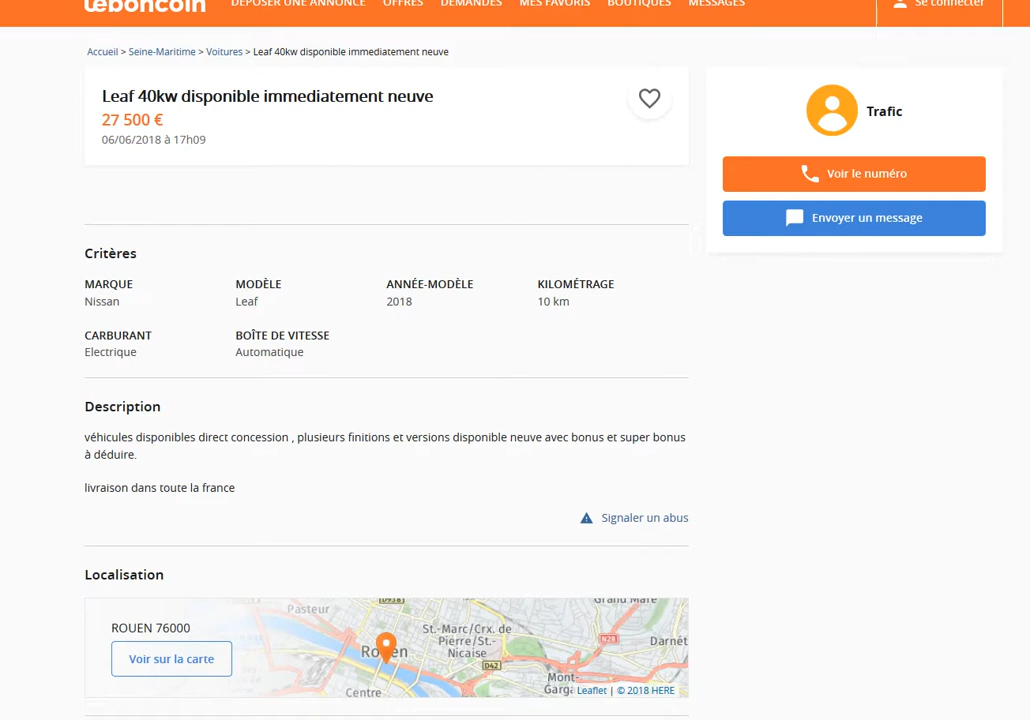 leboncoin
DÉPOSER UNE ANNONCE OFFRES DEMANDES MES FAVORIS BOUTIQUES MESSAGES Se connecter
Accueil > Seine-Maritime > Voitures > Leaf 40kw disponible immediatement neuve
Leaf 40kw disponible immediatement neuve
27 500 €
06/06/2018 à 17h09
Trafic
Voir le numéro
Envoyer un message
Critères
MARQUE MODÈLE ANNÉE-MODÈLE KILOMÉTRAGE
Nissan Leaf 2018 10 km
CARBURANT BOÎTE DE VITESSE
Electrique Automatique
Description
véhicules disponibles direct concession , plusieurs finitions et versions disponible neuve avec bonus et super bonus
à déduire.
livraison dans toute la france
Signaler un abus
Localisation
ROUEN 76000
Voir sur la carte
Pasteur
D938
Grand Mare
St.-Marc/Crx. de
Pierre/St.-
Nicaise
N28
Darnét
Rouen
D42
Mont-
Garga
Centre
Leaflet | © 2018 HERE